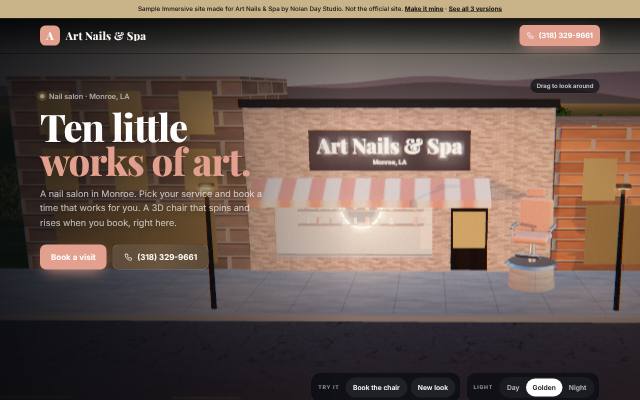 Sample Immersive site made for Art Nails & Spa by Nolan Day Studio. Not the official site. Make it mine · See all 3 versions
A Art Nails & Spa
(318) 329-9661
Drag to look around
Nail salon · Monroe, LA
Ten little
works of art.
A nail salon in Monroe. Pick your service and book a
time that works for you. A 3D chair that spins and
rises when you book, right here.
Book a visit
(318) 329-9661
Art Nails & Spa
Monroe, LA
TRY IT Book the chair New look
LIGHT Day Golden Night